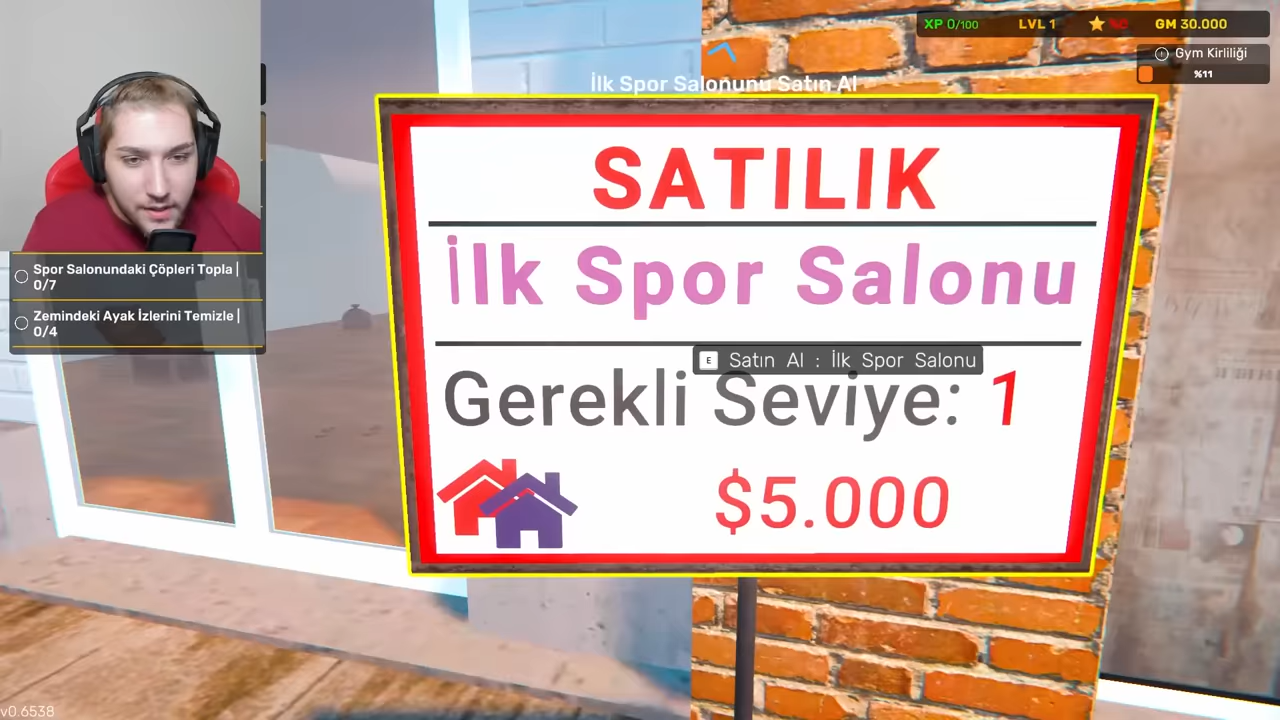 XP 0/100 LVL 1 GM 30.000
Gym Kirliliği
%11
İlk Spor Salonunu Satın Al
SATILIK
İlk Spor Salonu
E Satın Al : İlk Spor Salonu
Gerekli Seviye: 1
$5.000
Spor Salonundaki Çöpleri Topla |
0/7
Zemindeki Ayak İzlerini Temizle |
0/4
v0.6538